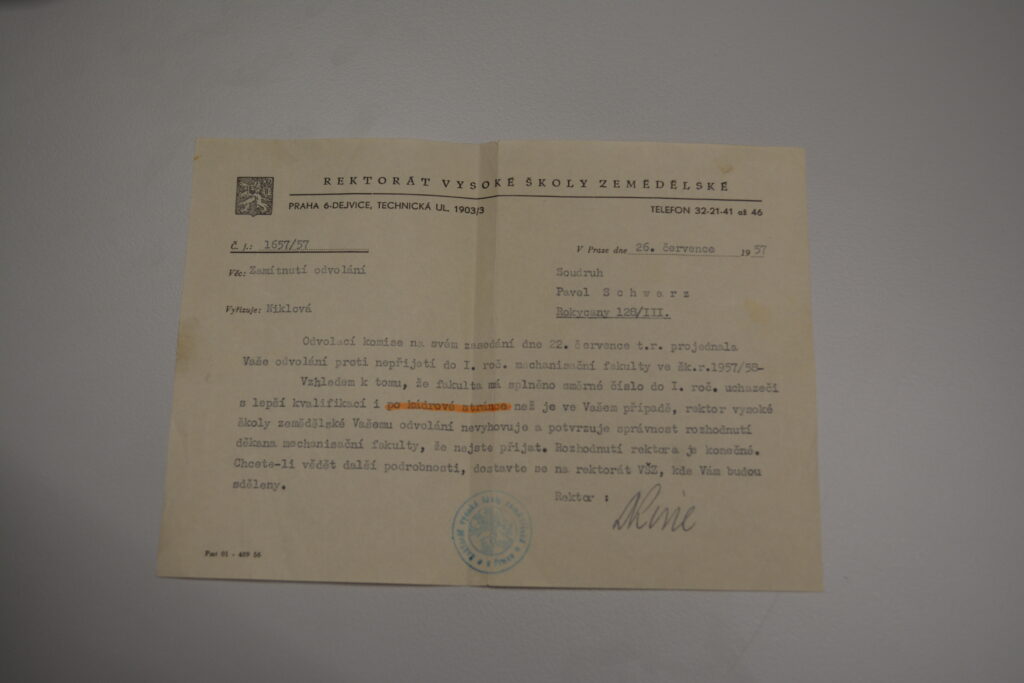 REKTORÁT VYSOKÉ ŠKOLY ZEMĚDĚLSKÉ
PRAHA 6-DEJVICE, TECHNICKÁ UL. 1903/3
TELEFON 32-21-41 až 46
Č. j.: 1657/57
V Praze dne 26. července 1957
Věc: Zamítnutí odvolání
Soudruh
Pavel Schwarz
Vyřizuje: Niklová
Rokycany 128/III.
Odvolací komise na svém zasedání dne 22. července t.r. projednala
Vaše odvolání proti nepřijetí do I. roč. mechanisační fakulty ve šk.r.1957/58-
Vzhledem k tomu, že fakulta má splněno směrné číslo do I. roč. uchazeči
s lepší kvalifikací i po kádrové stránce než je ve Vašem případě, rektor vysoké
školy zemědělské Vašemu odvolání nevyhovuje a potvrzuje správnost rozhodnutí
děkana mechanisační fakulty, že nejste přijat. Rozhodnutí rektora je konečné.
Chcete-li vědět další podrobnosti, dostavte se na rektorát VŠZ, kde Vám budou
sděleny.
Rektor :